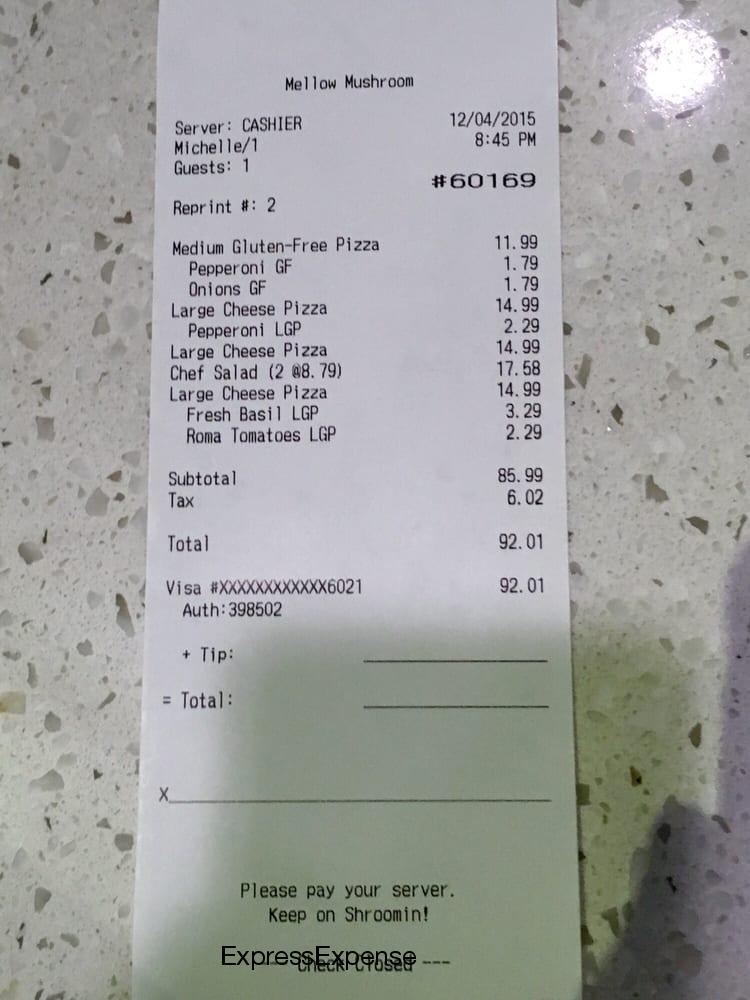 Mellow Mushroom
Server: CASHIER 12/04/2015
Michelle/1 8:45 PM
Guests: 1
#60169
Reprint #: 2
Medium Gluten-Free Pizza 11.99
Pepperoni GF 1.79
Onions GF 1.79
Large Cheese Pizza 14.99
Pepperoni LGP 2.29
Large Cheese Pizza 14.99
Chef Salad (2 @8.79) 17.58
Large Cheese Pizza 14.99
Fresh Basil LGP 3.29
Roma Tomatoes LGP 2.29
Subtotal 85.99
Tax 6.02
Total 92.01
Visa #XXXXXXXXXXXX6021 92.01
Auth:398502
+ Tip:
= Total:
X
Please pay your server.
Keep on Shroomin!
ExpressExpense
Check Closed ---